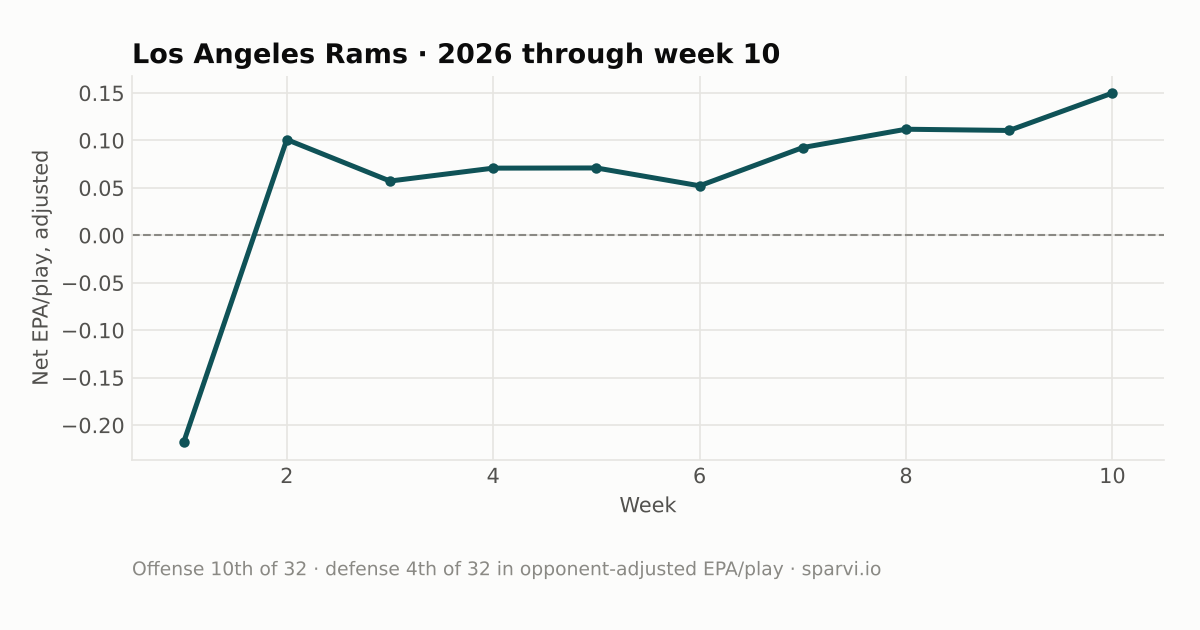 Los Angeles Rams · 2026 through week 10
Net EPA/play, adjusted
0.15
0.10
0.05
0.00
−0.05
−0.10
−0.15
−0.20
2 4 6 8 10
Week
Offense 10th of 32 · defense 4th of 32 in opponent-adjusted EPA/play · sparvi.io